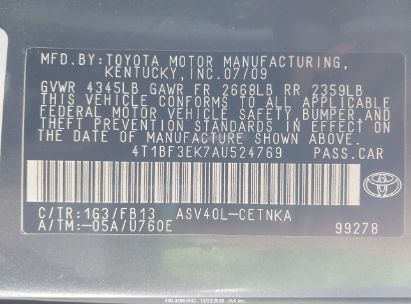 MFD.BY:TOYOTA MOTOR MANUFACTURING,
KENTUCKY,INC.07/09
GVWR 4345LB GAWR FR 2668LB RR 2359LB
THIS VEHICLE CONFORMS TO ALL APPLICABLE
FEDERAL MOTOR VEHICLE SAFETY,BUMPER,AND
THEFT PREVENTION STANDARDS IN EFFECT ON
THE DATE OF MANUFACTURE SHOWN ABOVE.
4T1BF3EK7AU524769 PASS.CAR
C/TR:1G3/FB13 ASV40L-CETNKA
A/TM:-05A/U760E 99278
TOYOTA